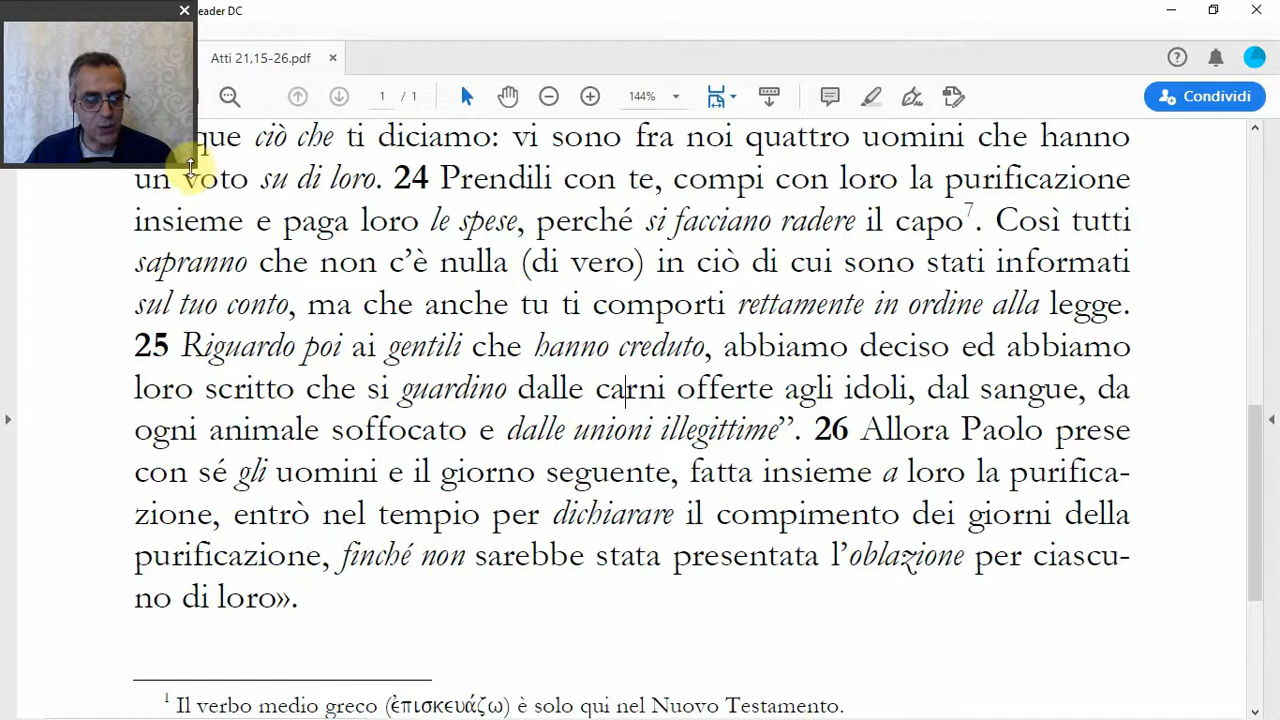 eader DC
Atti 21,15-26.pdf
1 / 1
144%
Condividi
que ciò che ti diciamo: vi sono fra noi quattro uomini che hanno
un voto su di loro. 24 Prendili con te, compi con loro la purificazione
insieme e paga loro le spese, perché si facciano radere il capo⁷. Così tutti
sapranno che non c’è nulla (di vero) in ciò di cui sono stati informati
sul tuo conto, ma che anche tu ti comporti rettamente in ordine alla legge.
25 Riguardo poi ai gentili che hanno creduto, abbiamo deciso ed abbiamo
loro scritto che si guardino dalle carni offerte agli idoli, dal sangue, da
ogni animale soffocato e dalle unioni illegittime”. 26 Allora Paolo prese
con sé gli uomini e il giorno seguente, fatta insieme a loro la purifica-
zione, entrò nel tempio per dichiarare il compimento dei giorni della
purificazione, finché non sarebbe stata presentata l’oblazione per ciascu-
no di loro».
¹ Il verbo medio greco (ἐπισκευάζω) è solo qui nel Nuovo Testamento.